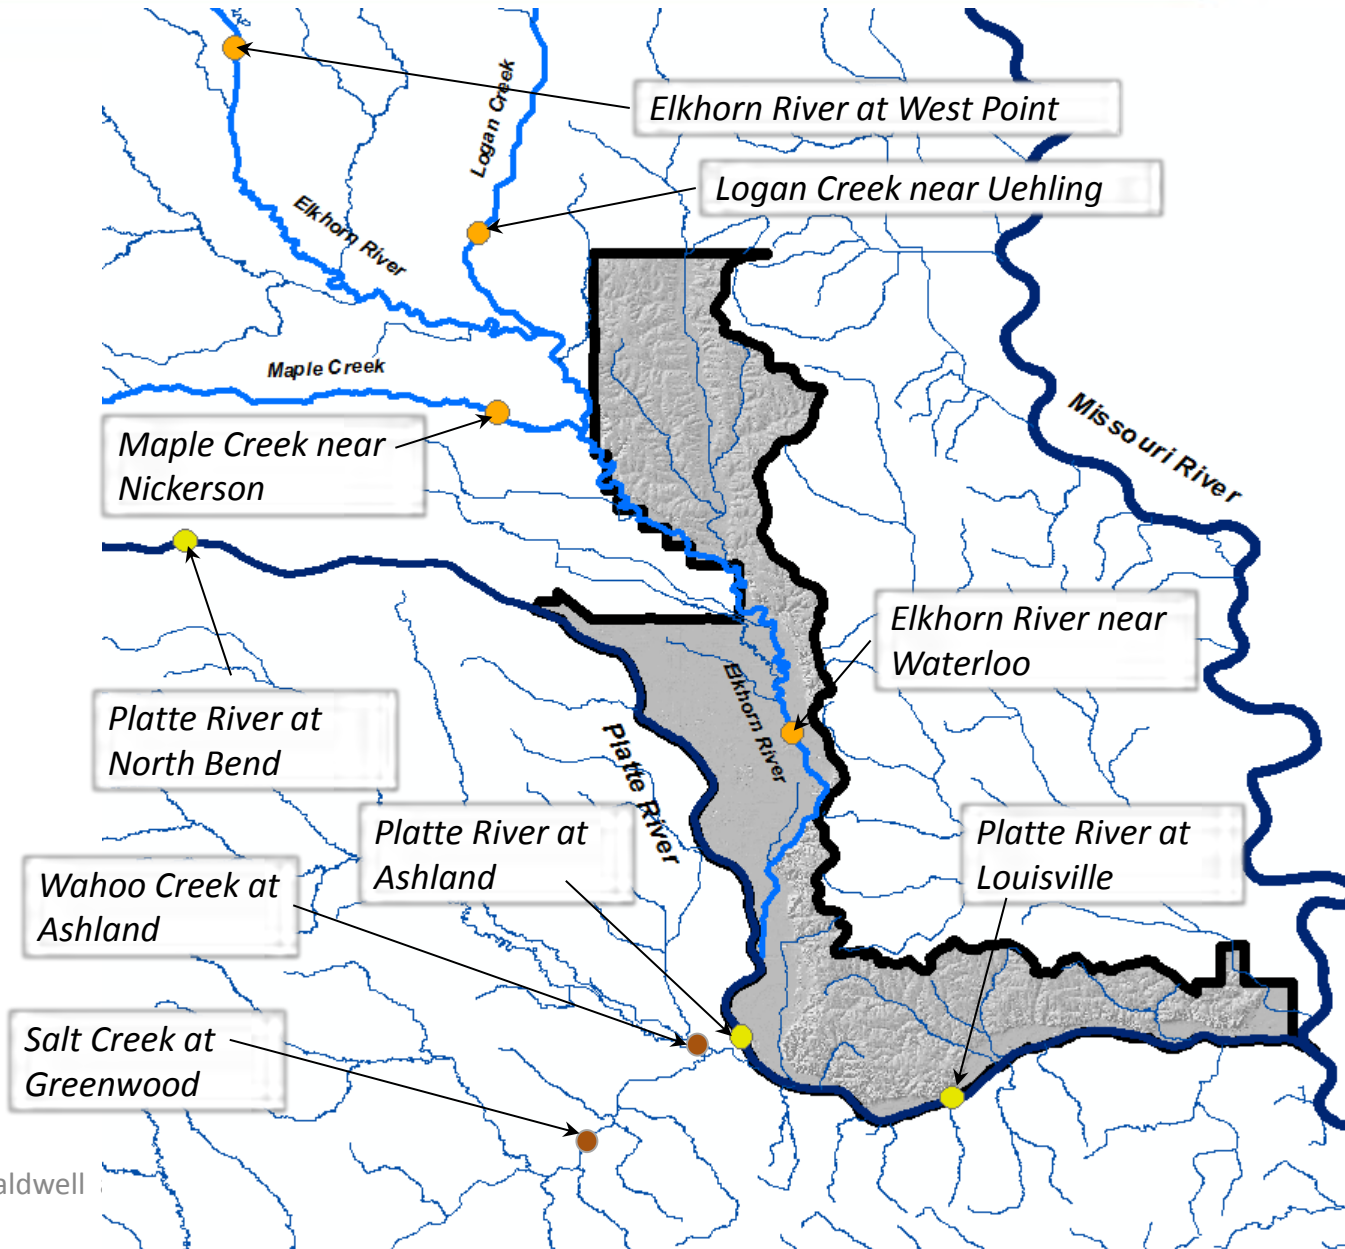 Elkhorn River at West Point
Logan Creek
Logan Creek near Uehling
Elkhorn River
Maple Creek
Missouri River
Maple Creek near
Nickerson
Elkhorn River near
Waterloo
Elkhorn River
Platte River at
North Bend
Platte River
Platte River at
Ashland
Platte River at
Louisville
Wahoo Creek at
Ashland
Salt Creek at
Greenwood
aldwell